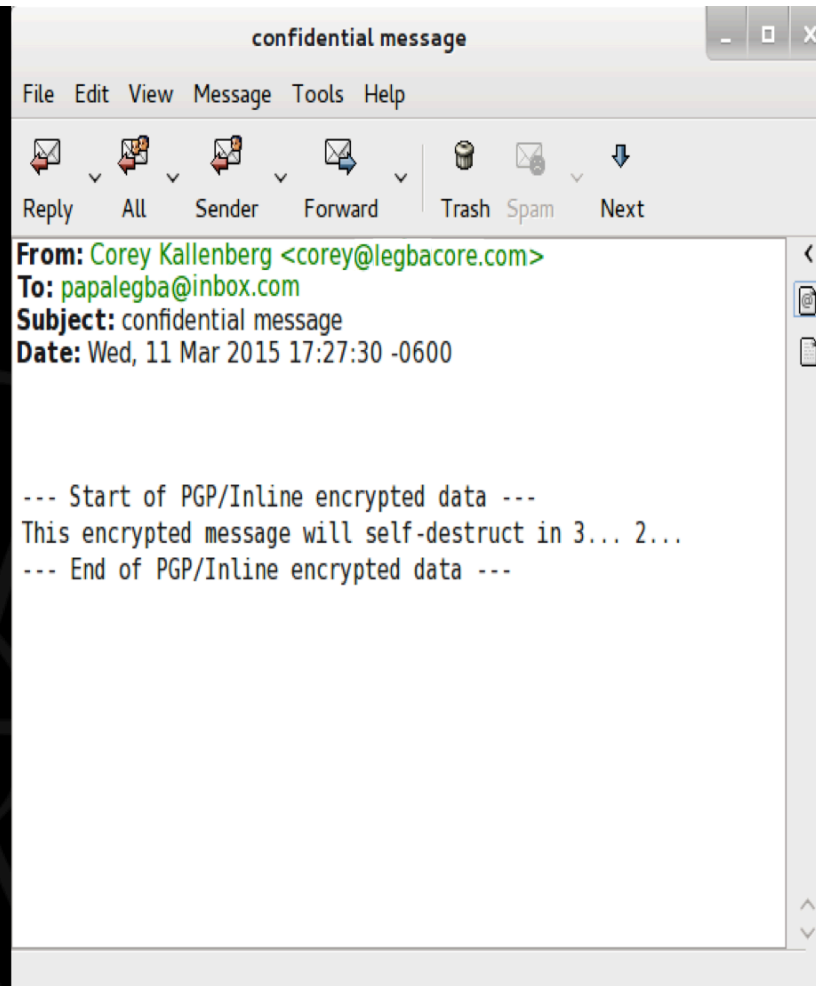 confidential message
File Edit View Message Tools Help
Reply All Sender Forward Trash Spam Next
From: Corey Kallenberg <corey@legbacore.com>
To: papalegba@inbox.com
Subject: confidential message
Date: Wed, 11 Mar 2015 17:27:30 -0600
--- Start of PGP/Inline encrypted data ---
This encrypted message will self-destruct in 3... 2...
--- End of PGP/Inline encrypted data ---